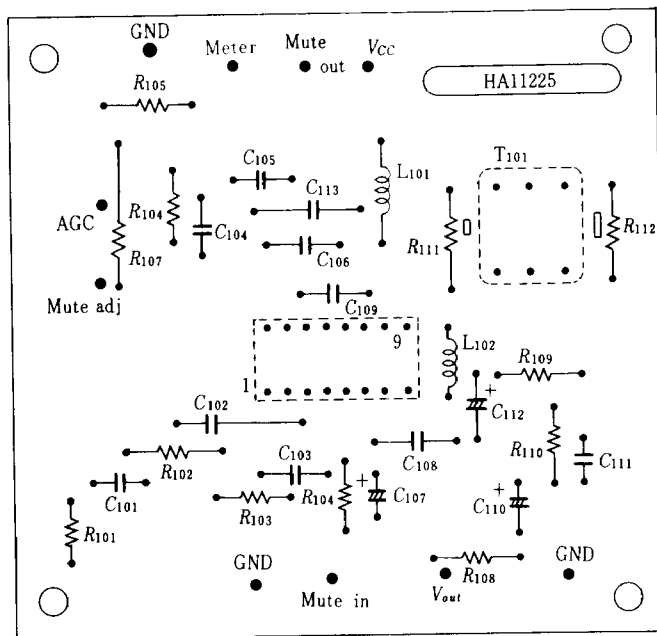 GND
Meter
Mute
out
VCC
HA11225
R105
C105
L101
T101
C113
R104
AGC
C104
R111
R112
R107
C106
Mute adj
C109
9
L102
R109
1
C102
C112
R102
C103
C108
R110
C111
C101
R104
C107
C110
R103
R101
GND
R108
GND
Mute in
Vout